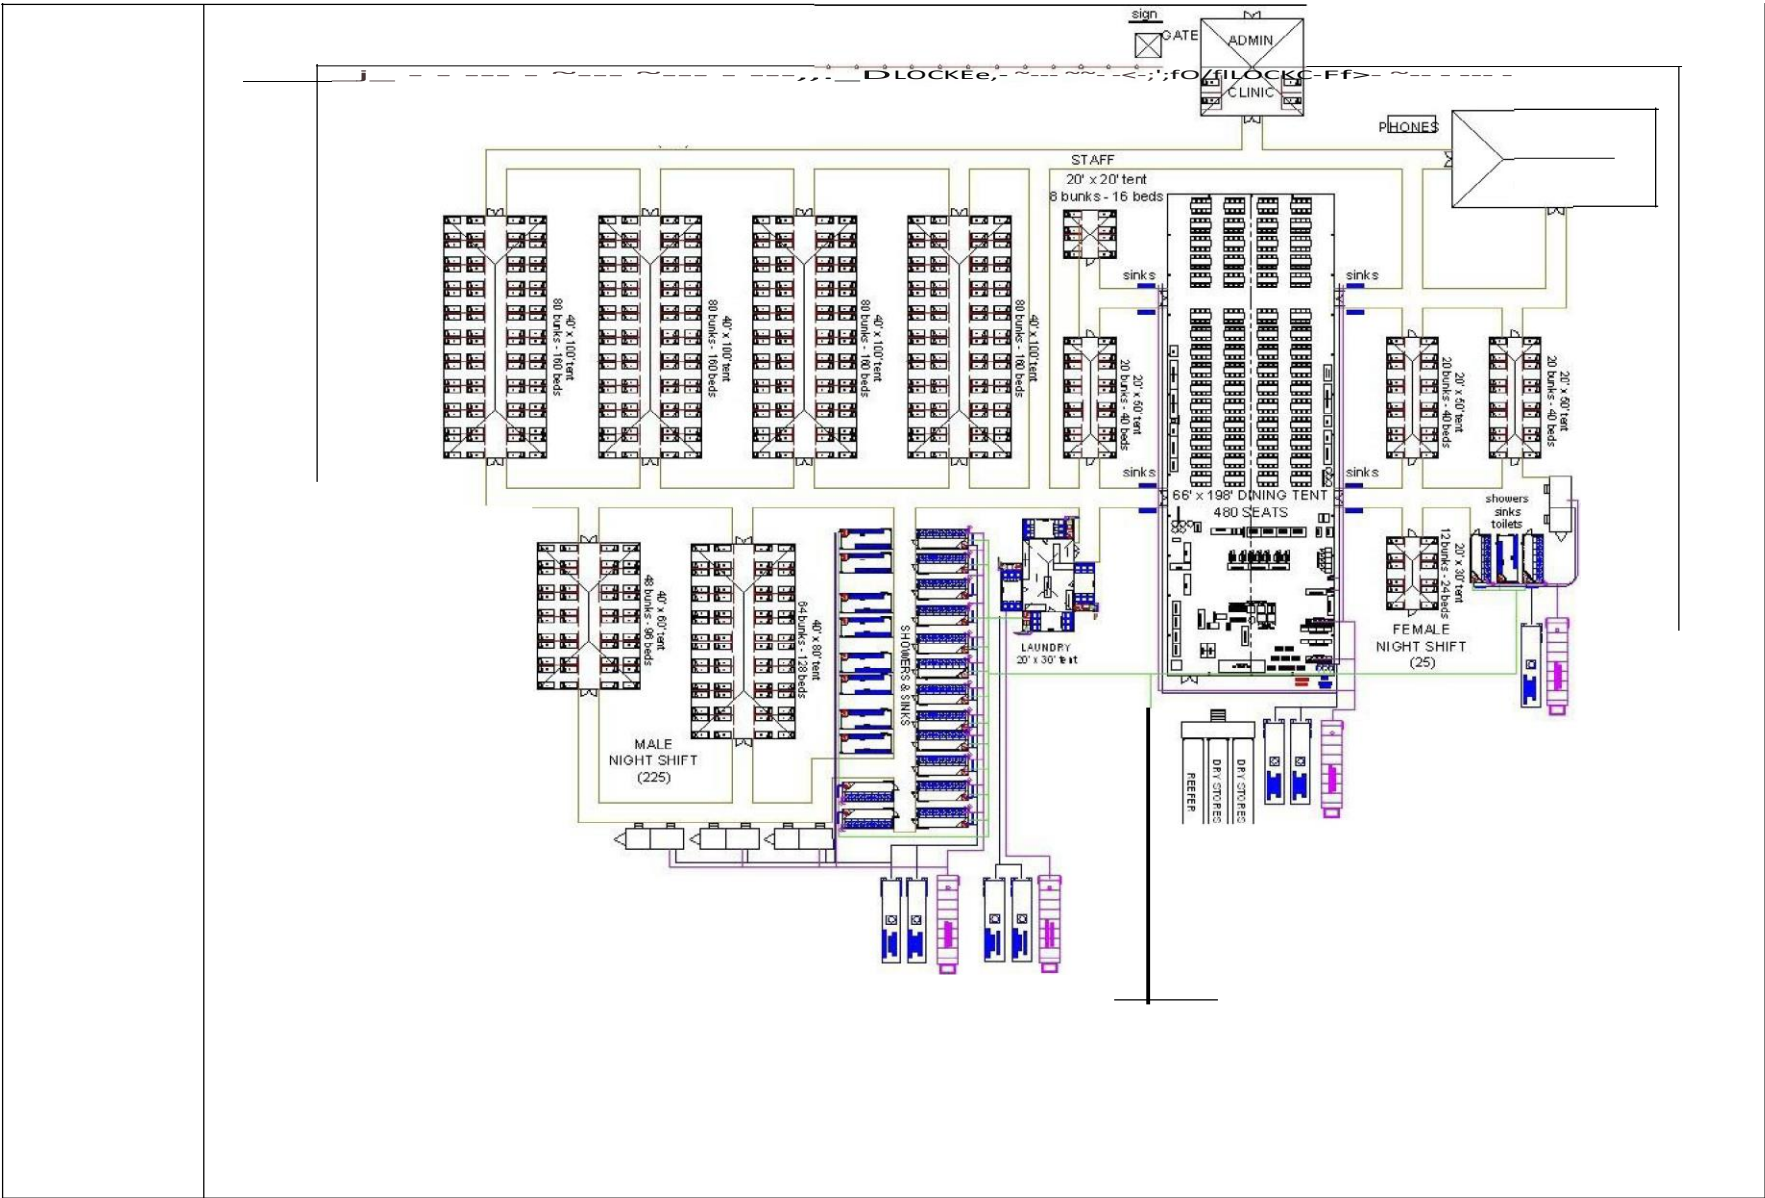 sign
GATE
ADMIN
CLINIC
PHONES
STAFF
20' x 20' tent
8 bunks - 16 beds
40' x 100' tent
80 bunks - 160 beds
40' x 100' tent
80 bunks - 160 beds
40' x 100' tent
80 bunks - 160 beds
40' x 100' tent
80 bunks - 160 beds
sinks
sinks
20' x 50' tent
20 bunks - 40 beds
20' x 50' tent
20 bunks - 40 beds
20' x 50' tent
20 bunks - 40 beds
sinks
sinks
66' x 198' DINING TENT
480 SEATS
showers
sinks
toilets
40' x 60' tent
48 bunks - 96 beds
40' x 80' tent
64 bunks - 128 beds
SHOWERS & SINKS
LAUNDRY
20' x 30' tent
20' x 30' tent
12 bunks - 24 beds
FEMALE
NIGHT SHIFT
(25)
MALE
NIGHT SHIFT
(225)
REEFER
DRY STORES
DRY STORES